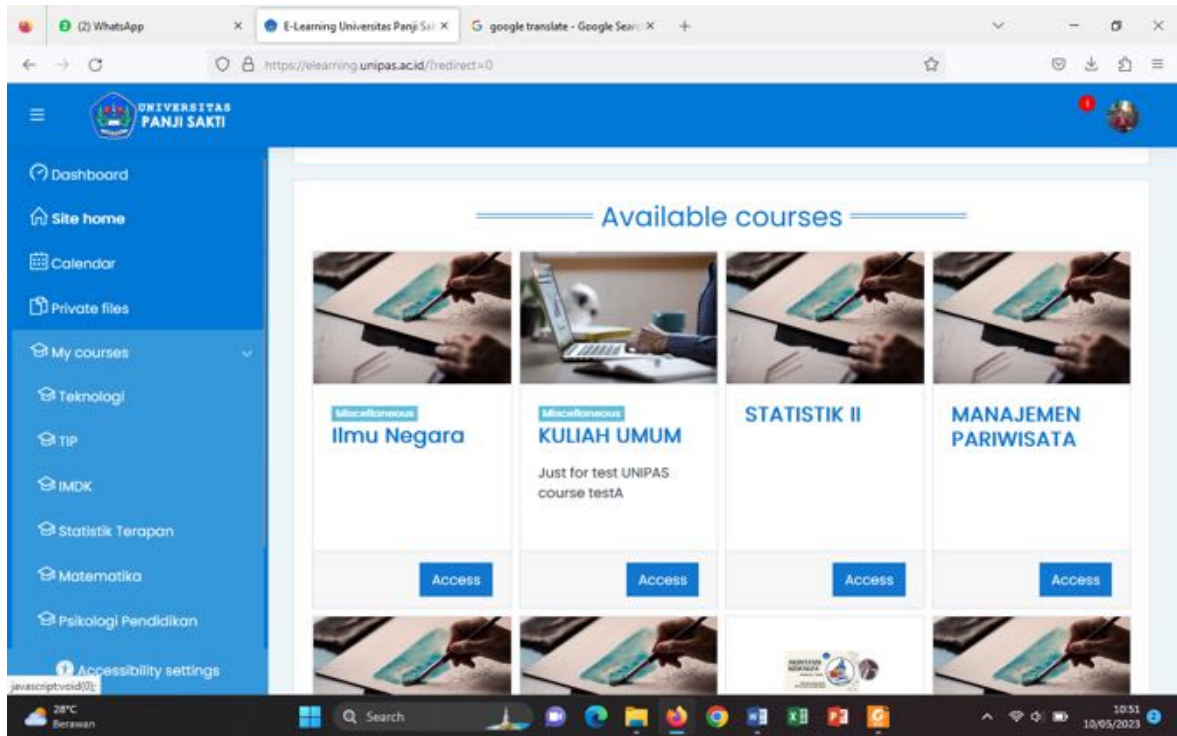 (2) WhatsApp
E-Learning Universitas Panji Sak
google translate - Google Searc
https://elearning.unipas.ac.id/?redirect=0
UNIVERSITAS
PANJI SAKTI
Dashboard
Site home
Calendar
Private files
My courses
Teknologi
TIP
IMDK
Statistik Terapan
Matematika
Psikologi Pendidikan
Accessibility settings
javascript:void(0);
Available courses
Miscellaneous
Ilmu Negara
Access
Miscellaneous
KULIAH UMUM
Just for test UNIPAS
course testA
Access
STATISTIK II
Access
MANAJEMEN
PARIWISATA
Access
28°C
Berawan
Search
10:51
10/05/2023